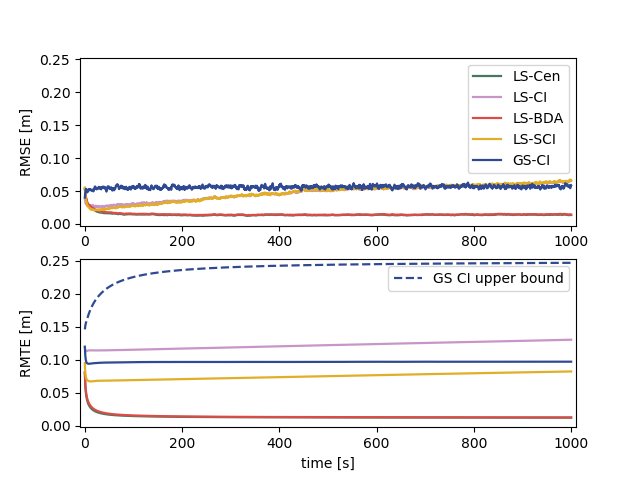 0.25
0.20
0.15
0.10
0.05
0.00
RMSE [m]
LS-Cen
LS-CI
LS-BDA
LS-SCI
GS-CI
0 200 400 600 800 1000
0.25
0.20
0.15
0.10
0.05
0.00
RMTE [m]
GS CI upper bound
0 200 400 600 800 1000
time [s]